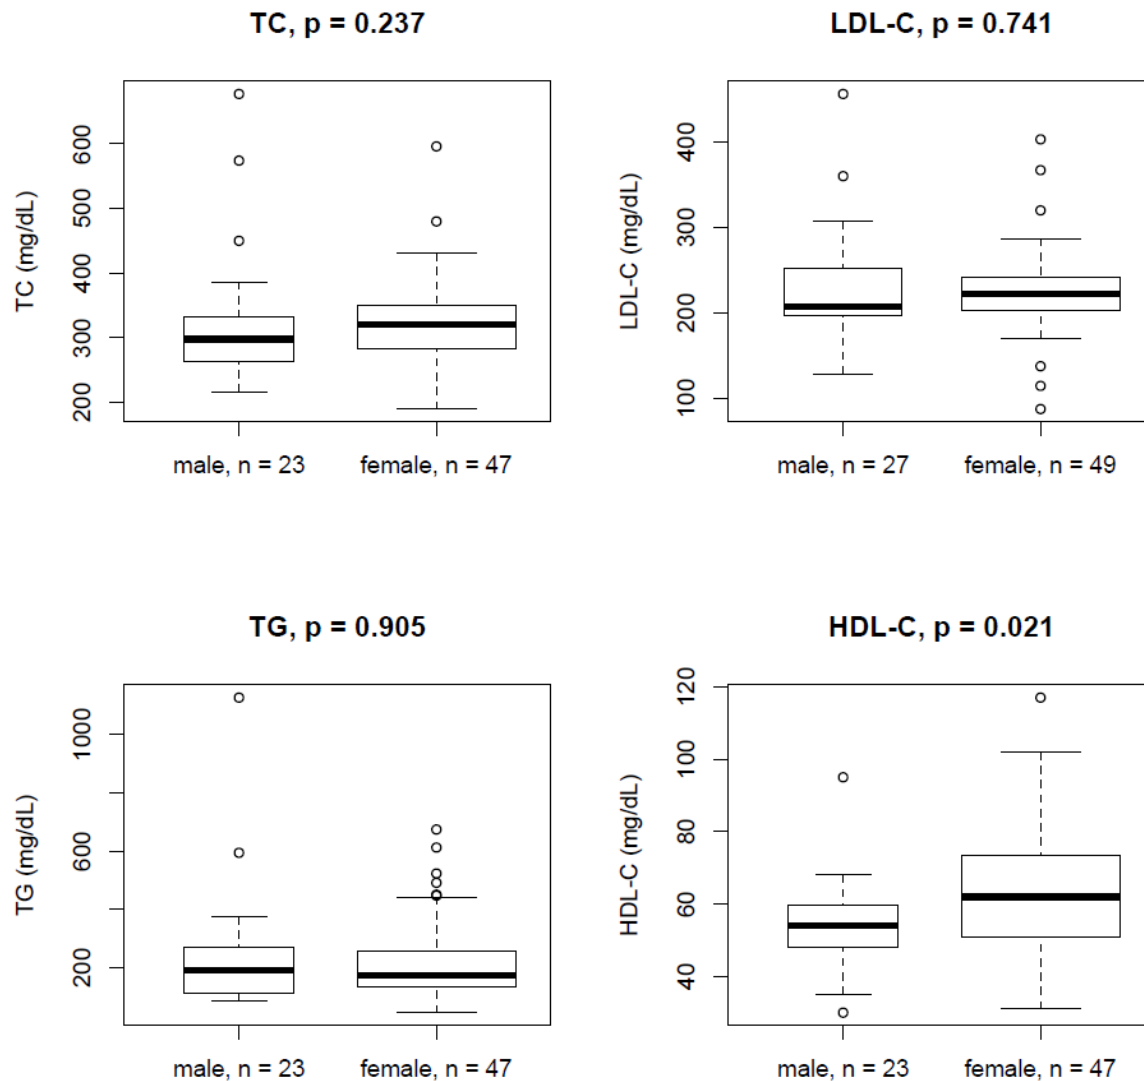 TC, p = 0.237
TC (mg/dL)
600
500
400
300
200
male, n = 23
female, n = 47
LDL-C, p = 0.741
LDL-C (mg/dL)
400
300
200
100
male, n = 27
female, n = 49
TG, p = 0.905
TG (mg/dL)
1000
600
200
male, n = 23
female, n = 47
HDL-C, p = 0.021
HDL-C (mg/dL)
120
100
80
60
40
male, n = 23
female, n = 47